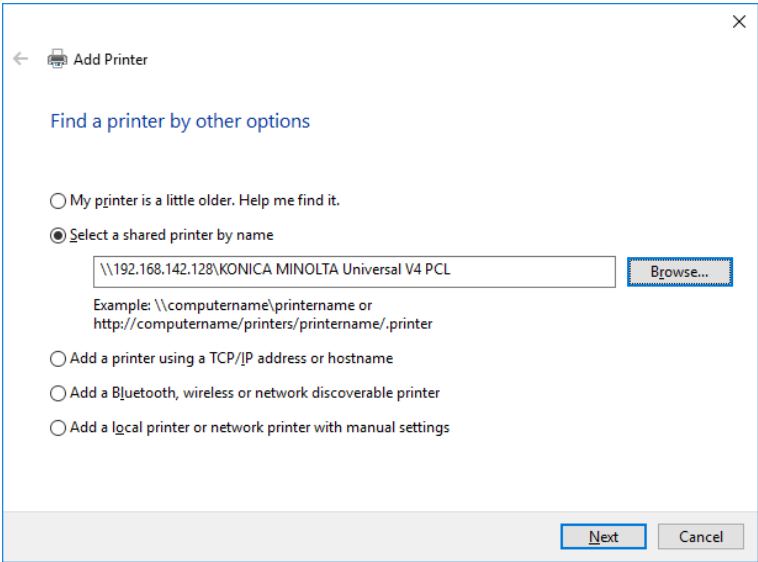 Add Printer
Find a printer by other options
My printer is a little older. Help me find it.
Select a shared printer by name
\\192.168.142.128\KONICA MINOLTA Universal V4 PCL
Browse...
Example: \\computername\printername or
http://computername/printers/printername/.printer
Add a printer using a TCP/IP address or hostname
Add a Bluetooth, wireless or network discoverable printer
Add a local printer or network printer with manual settings
Next
Cancel